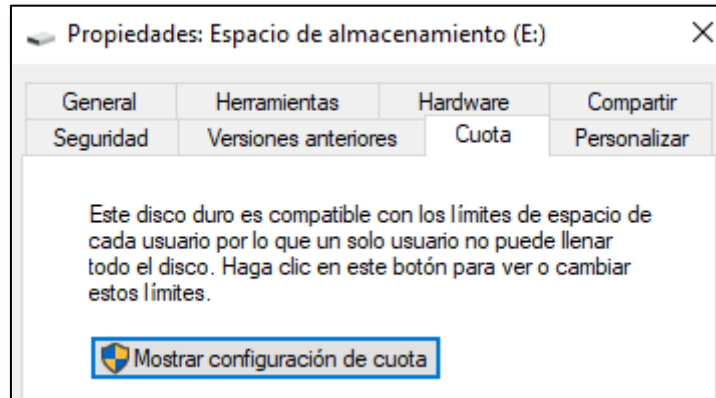 Propiedades: Espacio de almacenamiento (E:)
General Herramientas Hardware Compartir
Seguridad Versiones anteriores Cuota Personalizar
Este disco duro es compatible con los límites de espacio de
cada usuario por lo que un solo usuario no puede llenar
todo el disco. Haga clic en este botón para ver o cambiar
estos límites.
Mostrar configuración de cuota